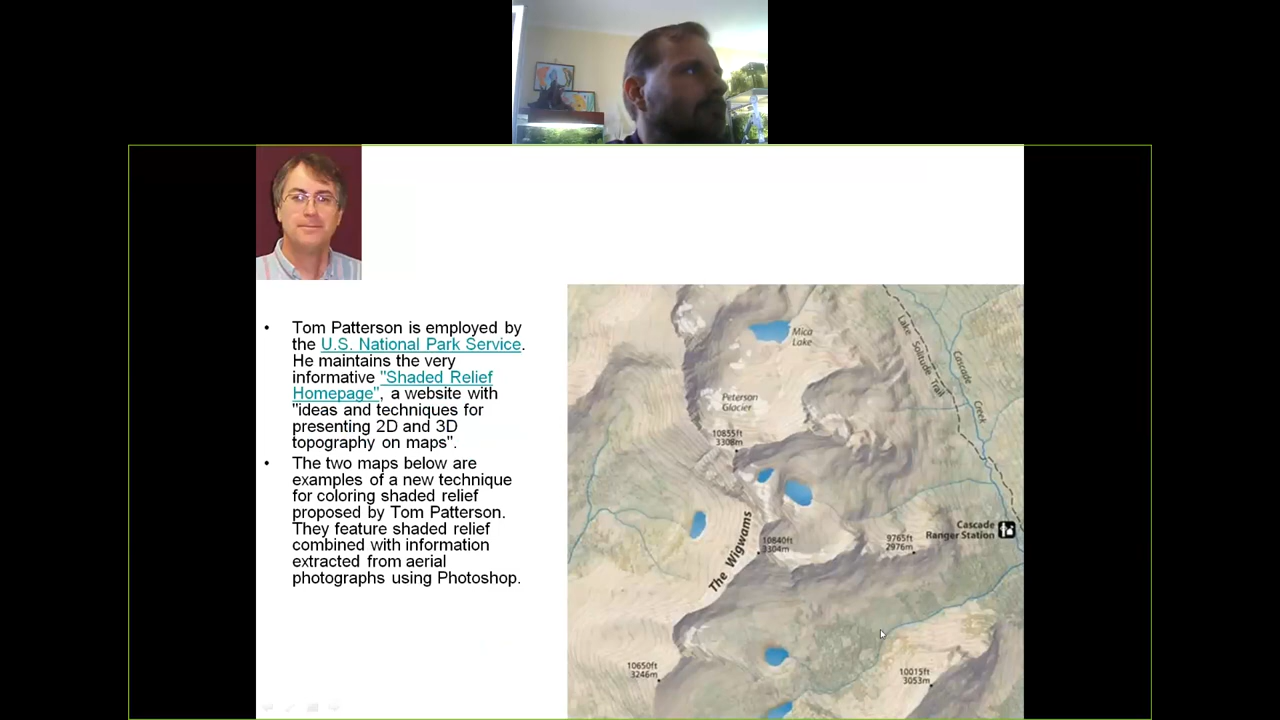 • Tom Patterson is employed by
the U.S. National Park Service.
He maintains the very
informative "Shaded Relief
Homepage", a website with
"ideas and techniques for
presenting 2D and 3D
topography on maps".
• The two maps below are
examples of a new technique
for coloring shaded relief
proposed by Tom Patterson.
They feature shaded relief
combined with information
extracted from aerial
photographs using Photoshop.
Mica
Lake
Lake Solitude Trail
Cascade
Creek
Peterson
Glacier
10855ft
3308m
The Wigwams
10840ft
3304m
9765ft
2976m
Cascade
Ranger Station
10650ft
3246m
10015ft
3053m